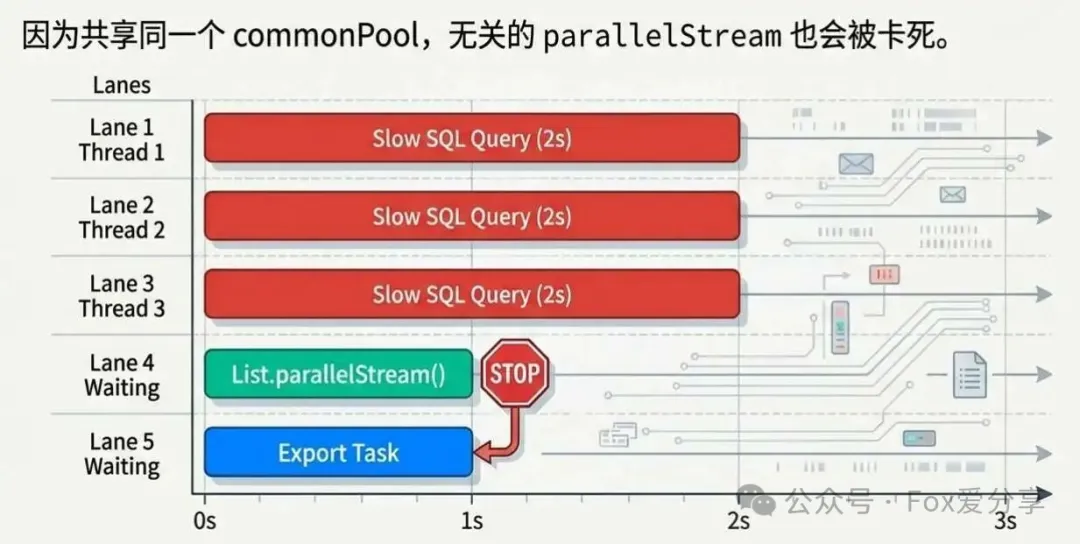 因为共享同一个 commonPool，无关的 parallelStream 也会被卡死。
Lanes
Lane 1
Thread 1
Slow SQL Query (2s)
Lane 2
Thread 2
Slow SQL Query (2s)
Lane 3
Thread 3
Slow SQL Query (2s)
Lane 4
Waiting
List.parallelStream()
STOP
Lane 5
Waiting
Export Task
0s
1s
2s
3s
公众号 · Fox爱分享